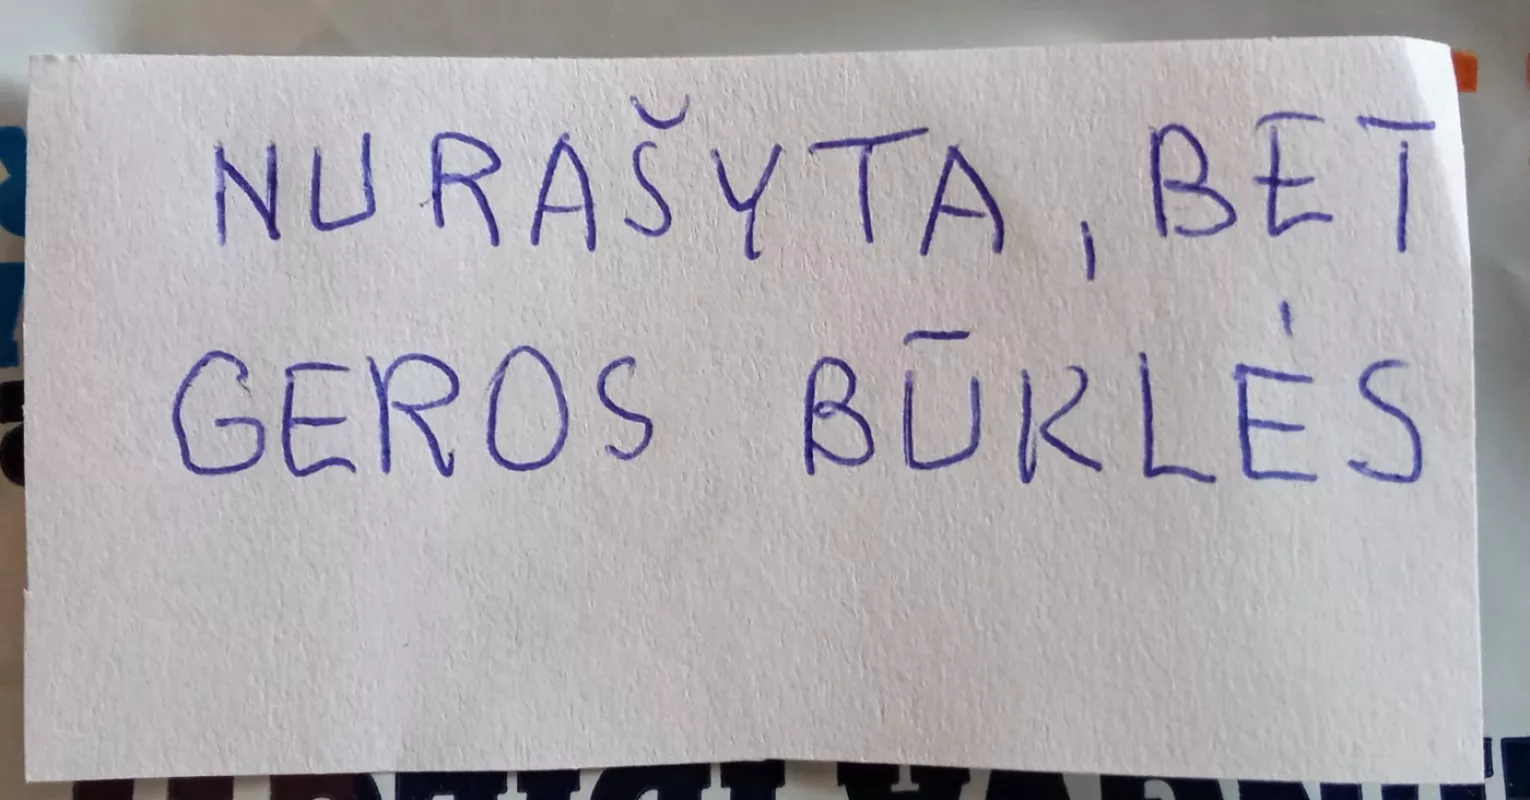 NURAŠYTA, BET
GEROS BŪKLĖS